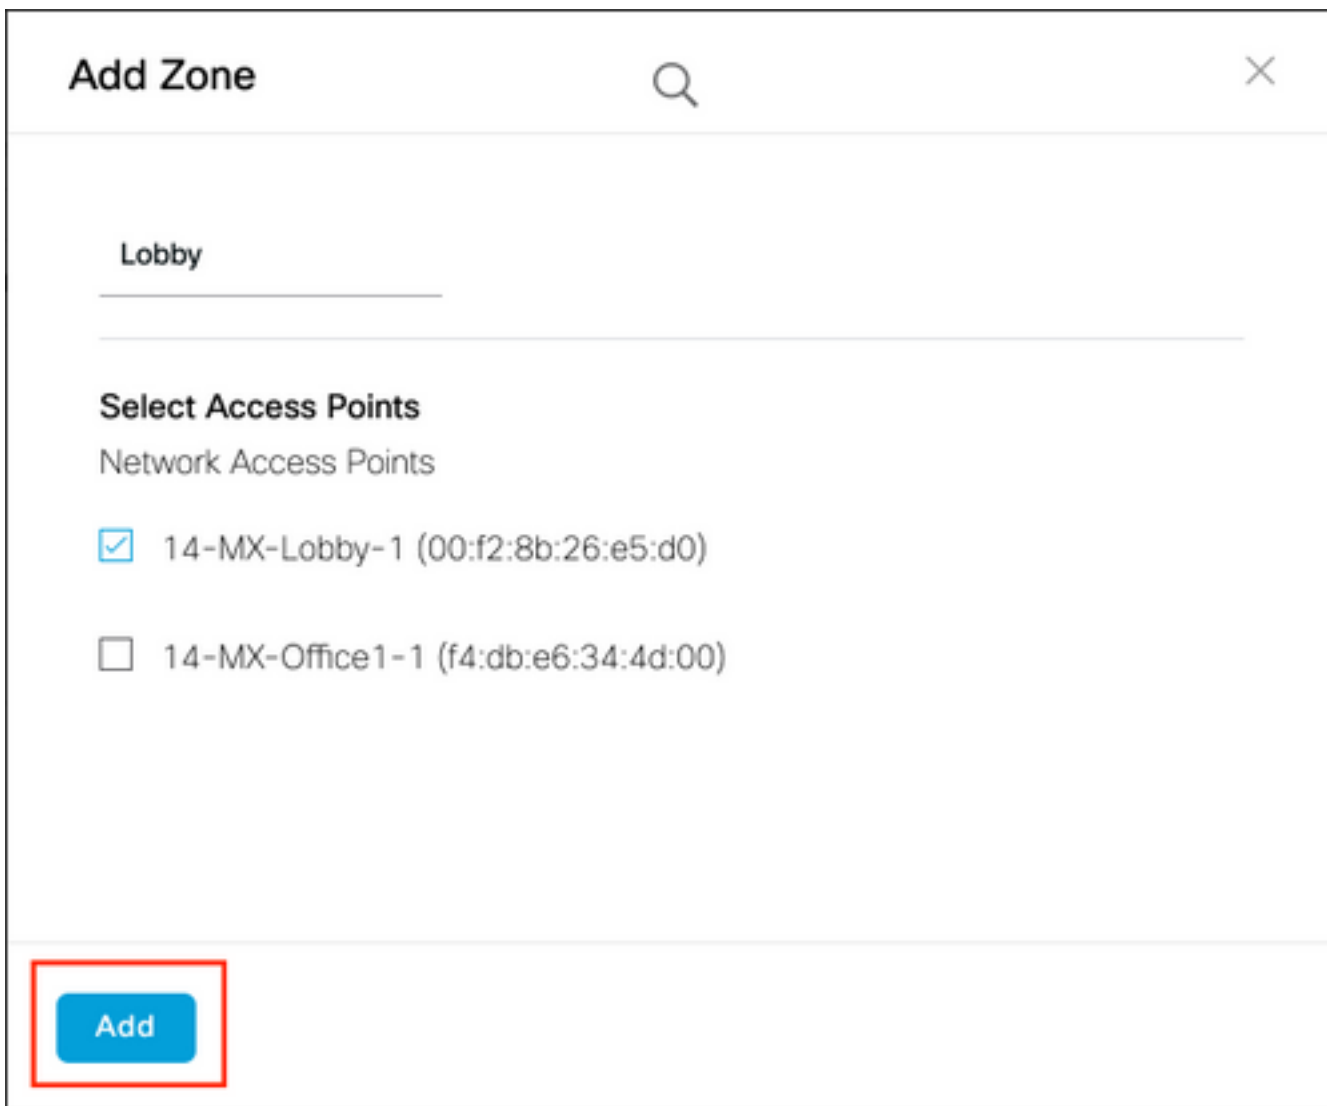 Add Zone
Lobby
Select Access Points
Network Access Points
14-MX-Lobby-1 (00:f2:8b:26:e5:d0)
14-MX-Office1-1 (f4:db:e6:34:4d:00)
Add